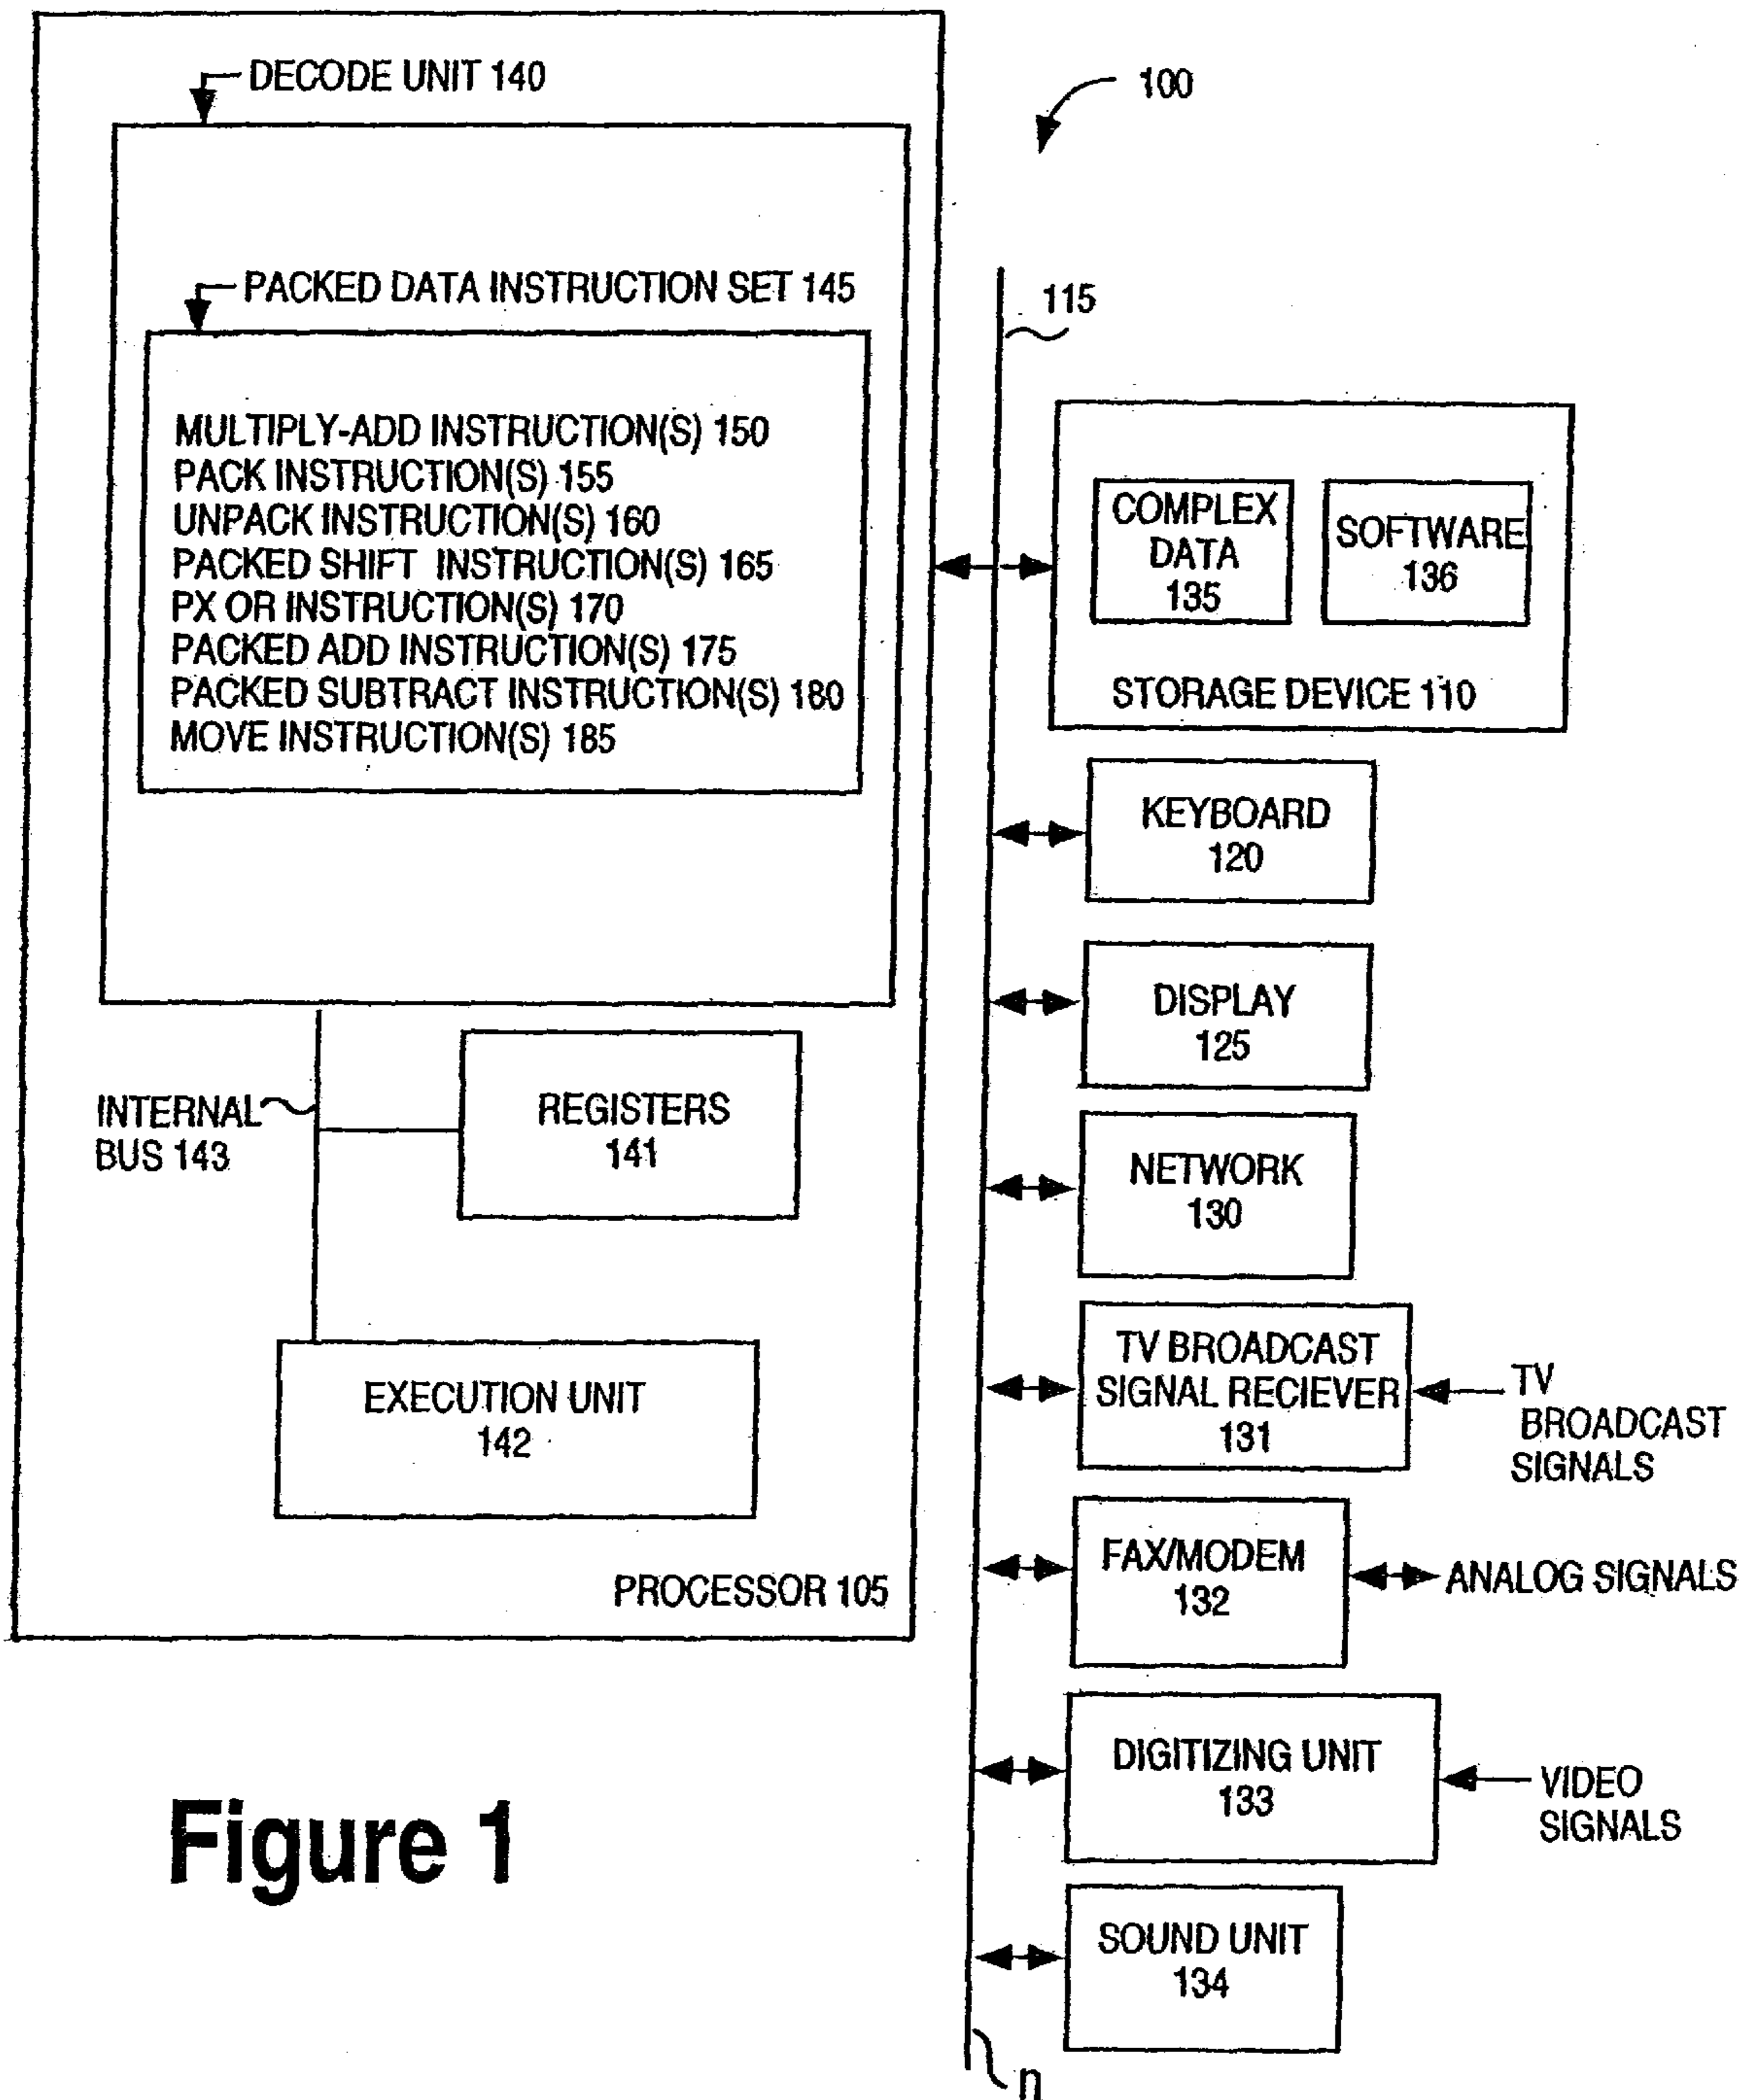 DECODE UNIT 140
100
PACKED DATA INSTRUCTION SET 145
115
MULTIPLY-ADD INSTRUCTION(S) 150
PACK INSTRUCTION(S) 155
UNPACK INSTRUCTION(S) 160
PACKED SHIFT INSTRUCTION(S) 165
PX OR INSTRUCTION(S) 170
PACKED ADD INSTRUCTION(S) 175
PACKED SUBTRACT INSTRUCTION(S) 180
MOVE INSTRUCTION(S) 185
COMPLEX
DATA
135
SOFTWARE
136
STORAGE DEVICE 110
KEYBOARD
120
DISPLAY
125
INTERNAL
BUS 143
REGISTERS
141
NETWORK
130
EXECUTION UNIT
142
TV BROADCAST
SIGNAL RECIEVER
131
TV
BROADCAST
SIGNALS
PROCESSOR 105
FAX/MODEM
132
ANALOG SIGNALS
DIGITIZING UNIT
133
VIDEO
SIGNALS
Figure 1
SOUND UNIT
134
n